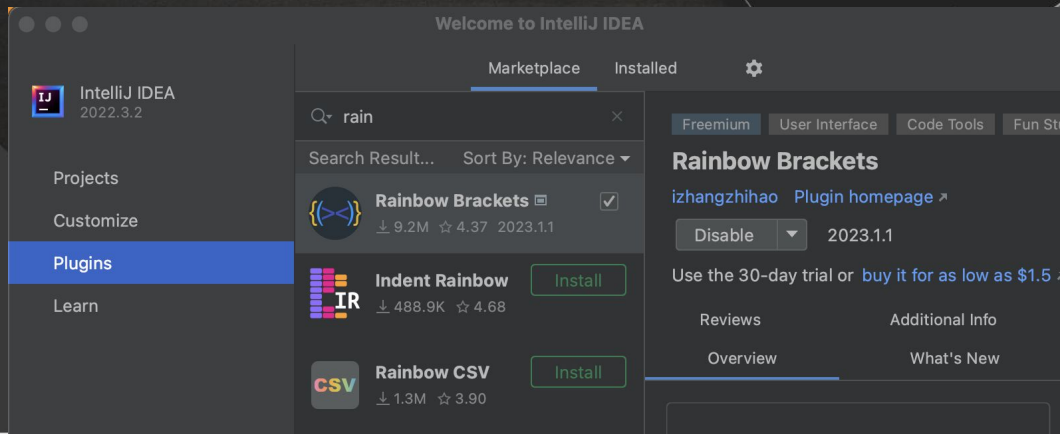 Welcome to IntelliJ IDEA
IntelliJ IDEA
2022.3.2
Projects
Customize
Plugins
Learn
Marketplace Installed
rain
Search Result... Sort By: Relevance
Rainbow Brackets
9.2M 4.37 2023.1.1
IR
Indent Rainbow Install
488.9K 4.68
CSV
Rainbow CSV Install
1.3M 3.90
Freemium User Interface Code Tools Fun
Rainbow Brackets
izhangzhihao Plugin homepage
Disable 2023.1.1
Use the 30-day trial or buy it for as low as $1.5
Reviews Additional Info
Overview What's New